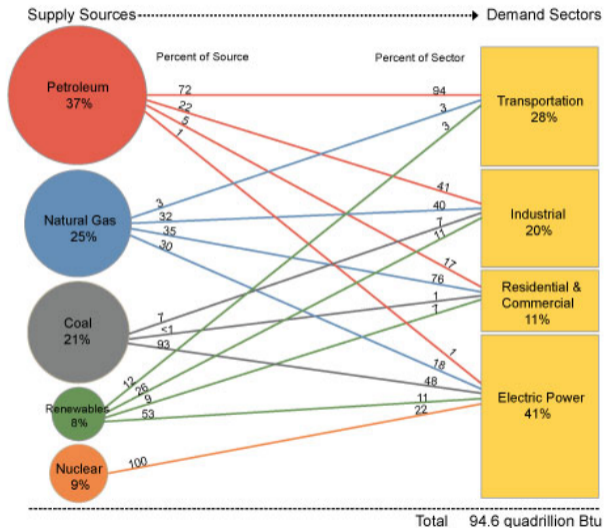 Supply Sources
Demand Sectors
Percent of Source
Percent of Sector
Petroleum
37%
72
22
5
1
Natural Gas
25%
3
32
35
30
Coal
21%
7
<1
93
Renewables
8%
12
26
9
53
Nuclear
9%
100
94
3
3
Transportation
28%
41
40
7
11
Industrial
20%
17
76
1
7
Residential &
Commercial
11%
1
18
48
11
22
Electric Power
41%
Total 94.6 quadrillion Btu